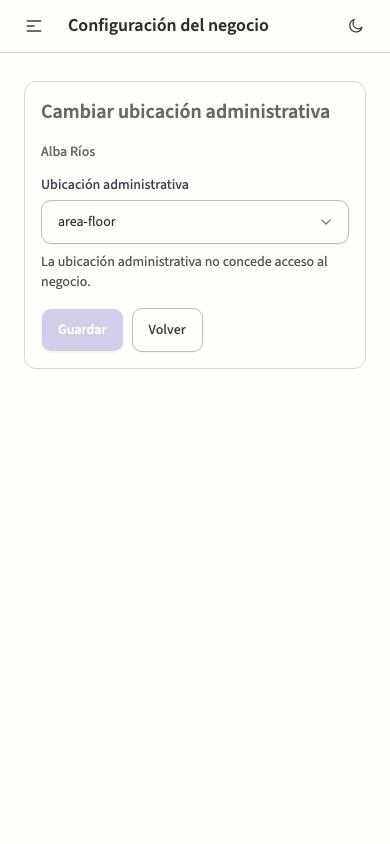 Configuración del negocio
Cambiar ubicación administrativa
Alba Ríos
Ubicación administrativa
area-floor
La ubicación administrativa no concede acceso al
negocio.
Guardar
Volver